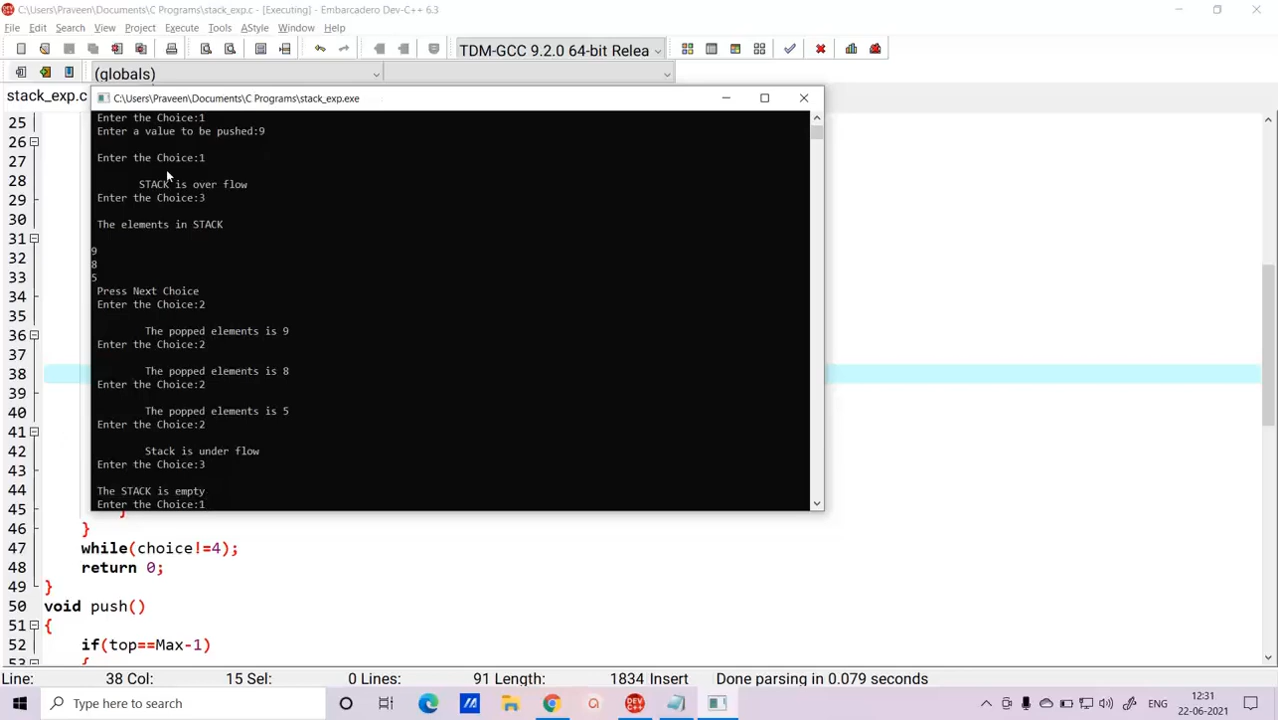 C:\Users\Praveen\Documents\C Programs\stack_exp.c - [Executing] - Embarcadero Dev-C++ 6.3
File Edit Search View Project Execute Tools AStyle Window Help
TDM-GCC 9.2.0 64-bit Relea
(globals)
stack_exp.c
C:\Users\Praveen\Documents\C Programs\stack_exp.exe
Enter the Choice:1
Enter a value to be pushed:9
Enter the Choice:1
STACK is over flow
Enter the Choice:3
The elements in STACK
9
8
5
Press Next Choice
Enter the Choice:2
The popped elements is 9
Enter the Choice:2
The popped elements is 8
Enter the Choice:2
The popped elements is 5
Enter the Choice:2
Stack is under flow
Enter the Choice:3
The STACK is empty
Enter the Choice:1
25
26
27
28
29
30
31
32
33
34
35
36
37
38
39
40
41
42
43
44
45 }
46 }
47 while(choice!=4);
48 return 0;
49 }
50 void push()
51 {
52 if(top==Max-1)
53 {
Line: 38 Col: 15 Sel: 0 Lines: 91 Length: 1834 Insert Done parsing in 0.079 seconds
Type here to search
DEV C++
ENG
12:31
22-06-2021